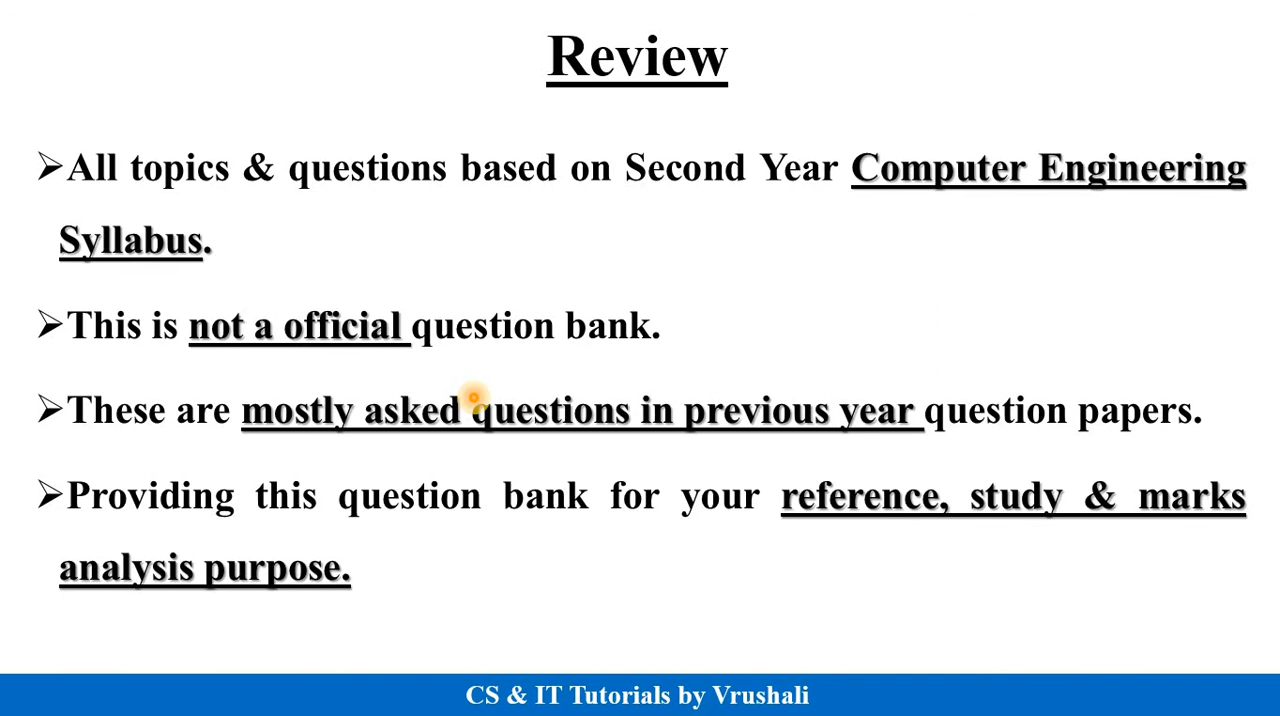 Review
➢All topics & questions based on Second Year Computer Engineering
Syllabus.
➢This is not a official question bank.
➢These are mostly asked questions in previous year question papers.
➢Providing this question bank for your reference, study & marks
analysis purpose.
CS & IT Tutorials by Vrushali